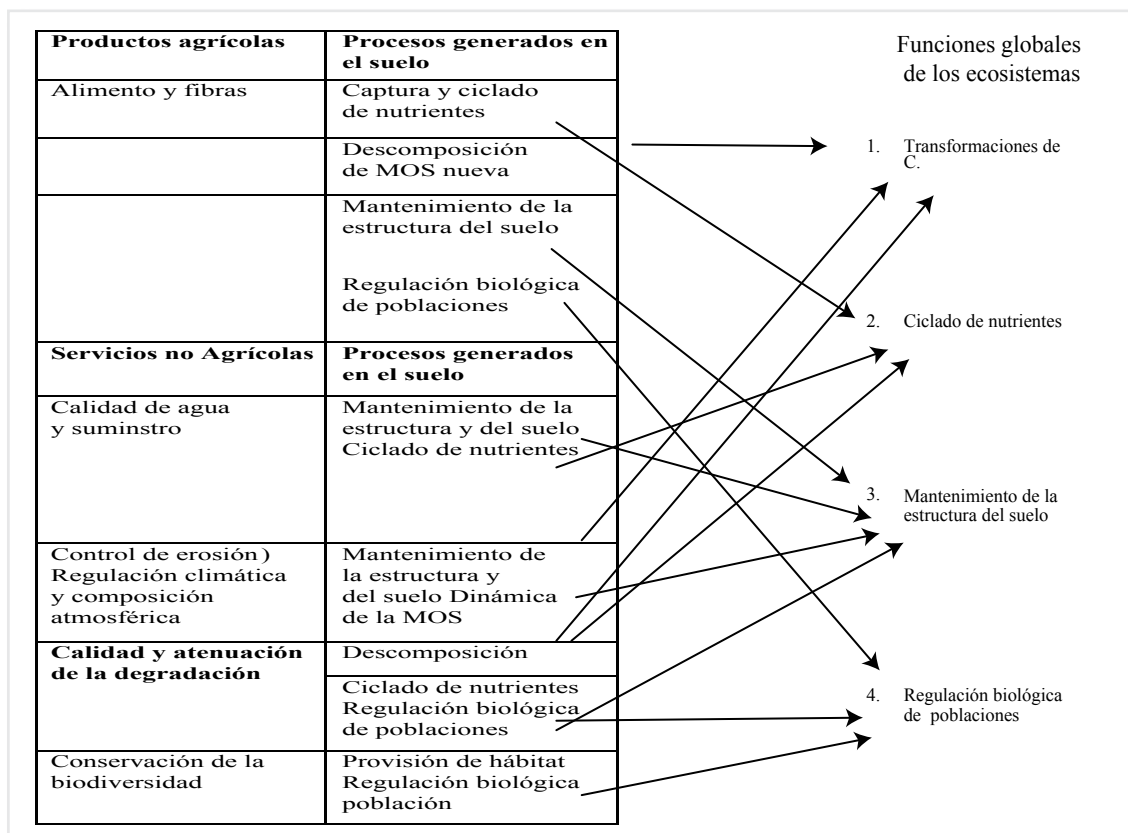 Productos agrícolas
Procesos generados en
el suelo
Alimento y fibras
Captura y ciclado
de nutrientes
Descomposición
de MOS nueva
Mantenimiento de la
estructura del suelo
Regulación biológica
de poblaciones
Servicios no Agrícolas
Procesos generados
en el suelo
Calidad de agua
y suminstro
Mantenimiento de la
estructura y del suelo
Ciclado de nutrientes
Control de erosión)
Regulación climática
y composición
atmosférica
Mantenimiento de
la estructura y
del suelo Dinámica
de la MOS
Calidad y atenuación
de la degradación
Descomposición
Ciclado de nutrientes
Regulación biológica
de poblaciones
Conservación de la
biodiversidad
Provisión de hábitat
Regulación biológica
población
Funciones globales
de los ecosistemas
1. Transformaciones de
C.
2. Ciclado de nutrientes
3. Mantenimiento de la
estructura del suelo
4. Regulación biológica
de poblaciones